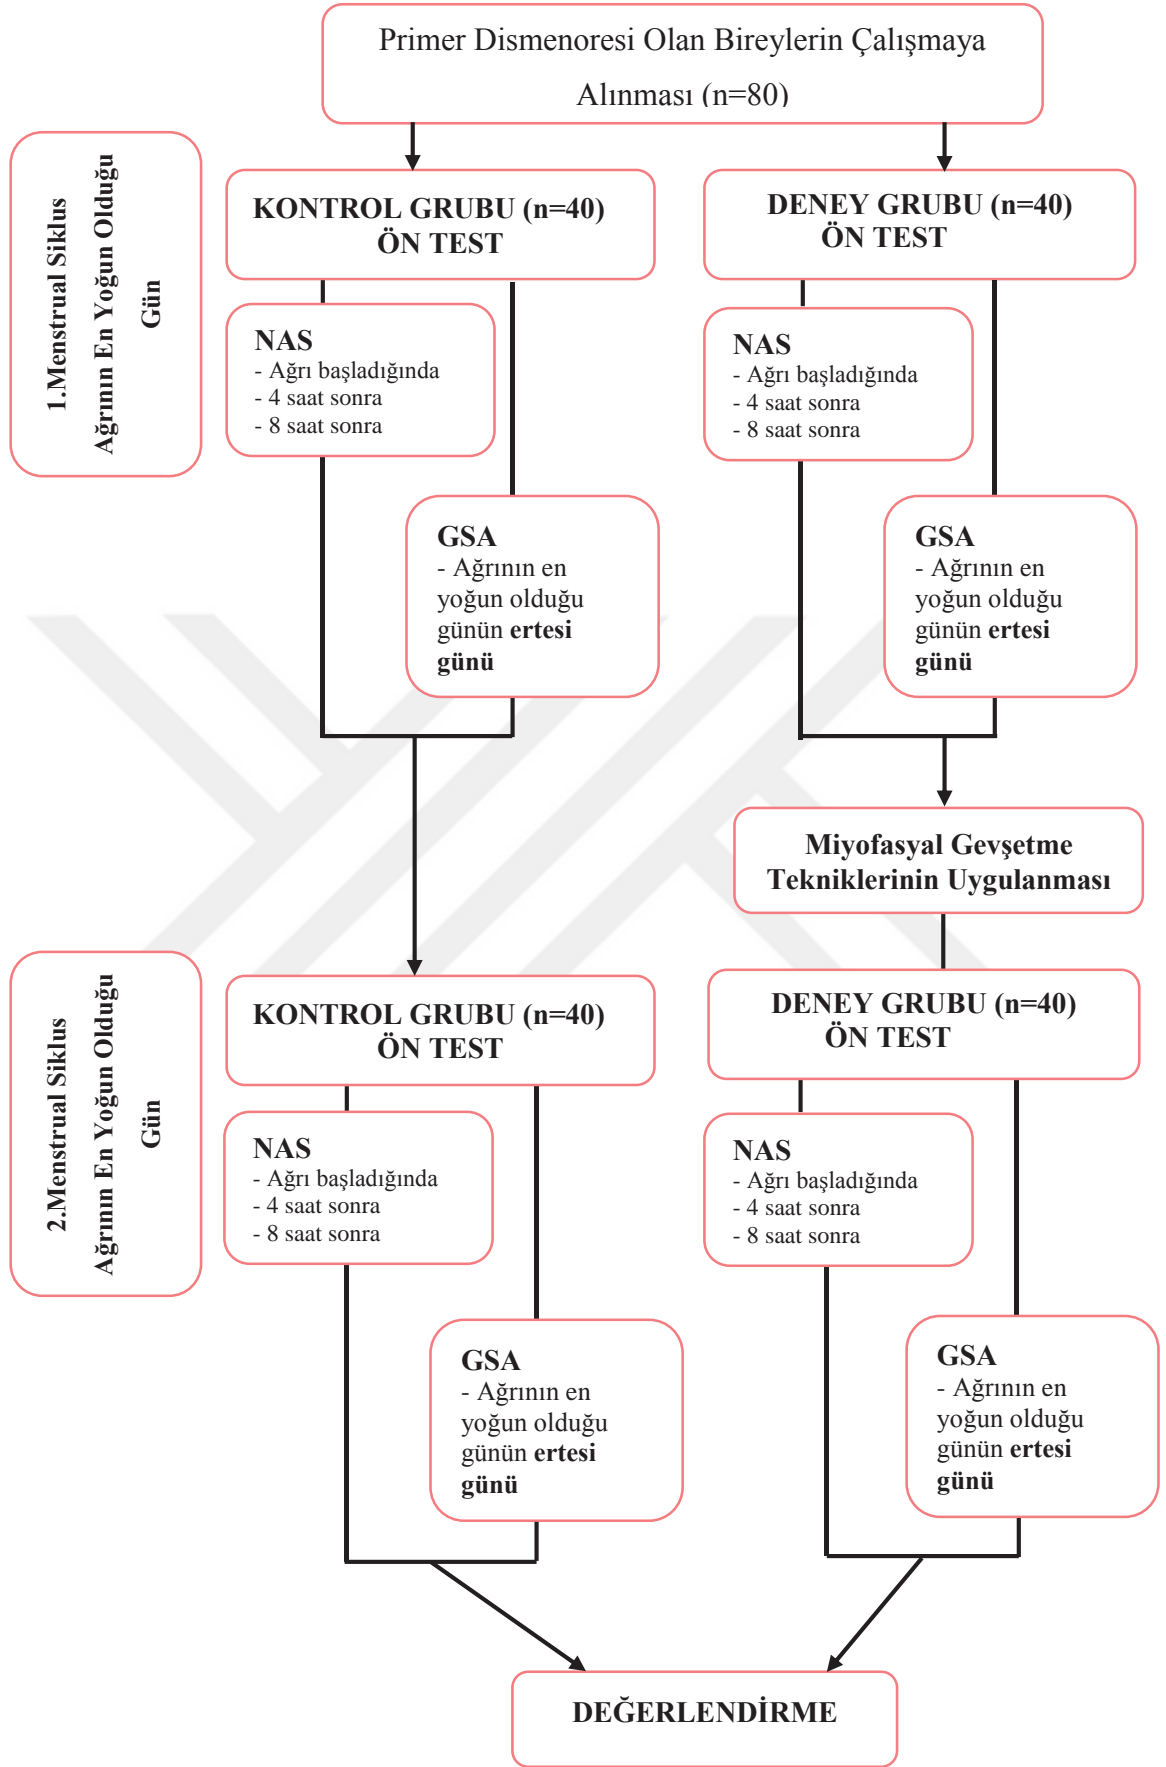 Primer Dismenoresi Olan Bireylerin Çalışmaya
Alınması (n=80)
1.Menstrual Siklus
Ağrının En Yoğun Olduğu
Gün
KONTROL GRUBU (n=40)
ÖN TEST
DENEY GRUBU (n=40)
ÖN TEST
NAS
- Ağrı başladığında
- 4 saat sonra
- 8 saat sonra
NAS
- Ağrı başladığında
- 4 saat sonra
- 8 saat sonra
GSA
- Ağrının en
yoğun olduğu
günün ertesi
günü
GSA
- Ağrının en
yoğun olduğu
günün ertesi
günü
Miyofasyal Gevşetme
Tekniklerinin Uygulanması
2.Menstrual Siklus
Ağrının En Yoğun Olduğu
Gün
KONTROL GRUBU (n=40)
ÖN TEST
DENEY GRUBU (n=40)
ÖN TEST
NAS
- Ağrı başladığında
- 4 saat sonra
- 8 saat sonra
NAS
- Ağrı başladığında
- 4 saat sonra
- 8 saat sonra
GSA
- Ağrının en
yoğun olduğu
günün ertesi
günü
GSA
- Ağrının en
yoğun olduğu
günün ertesi
günü
DEĞERLENDİRME